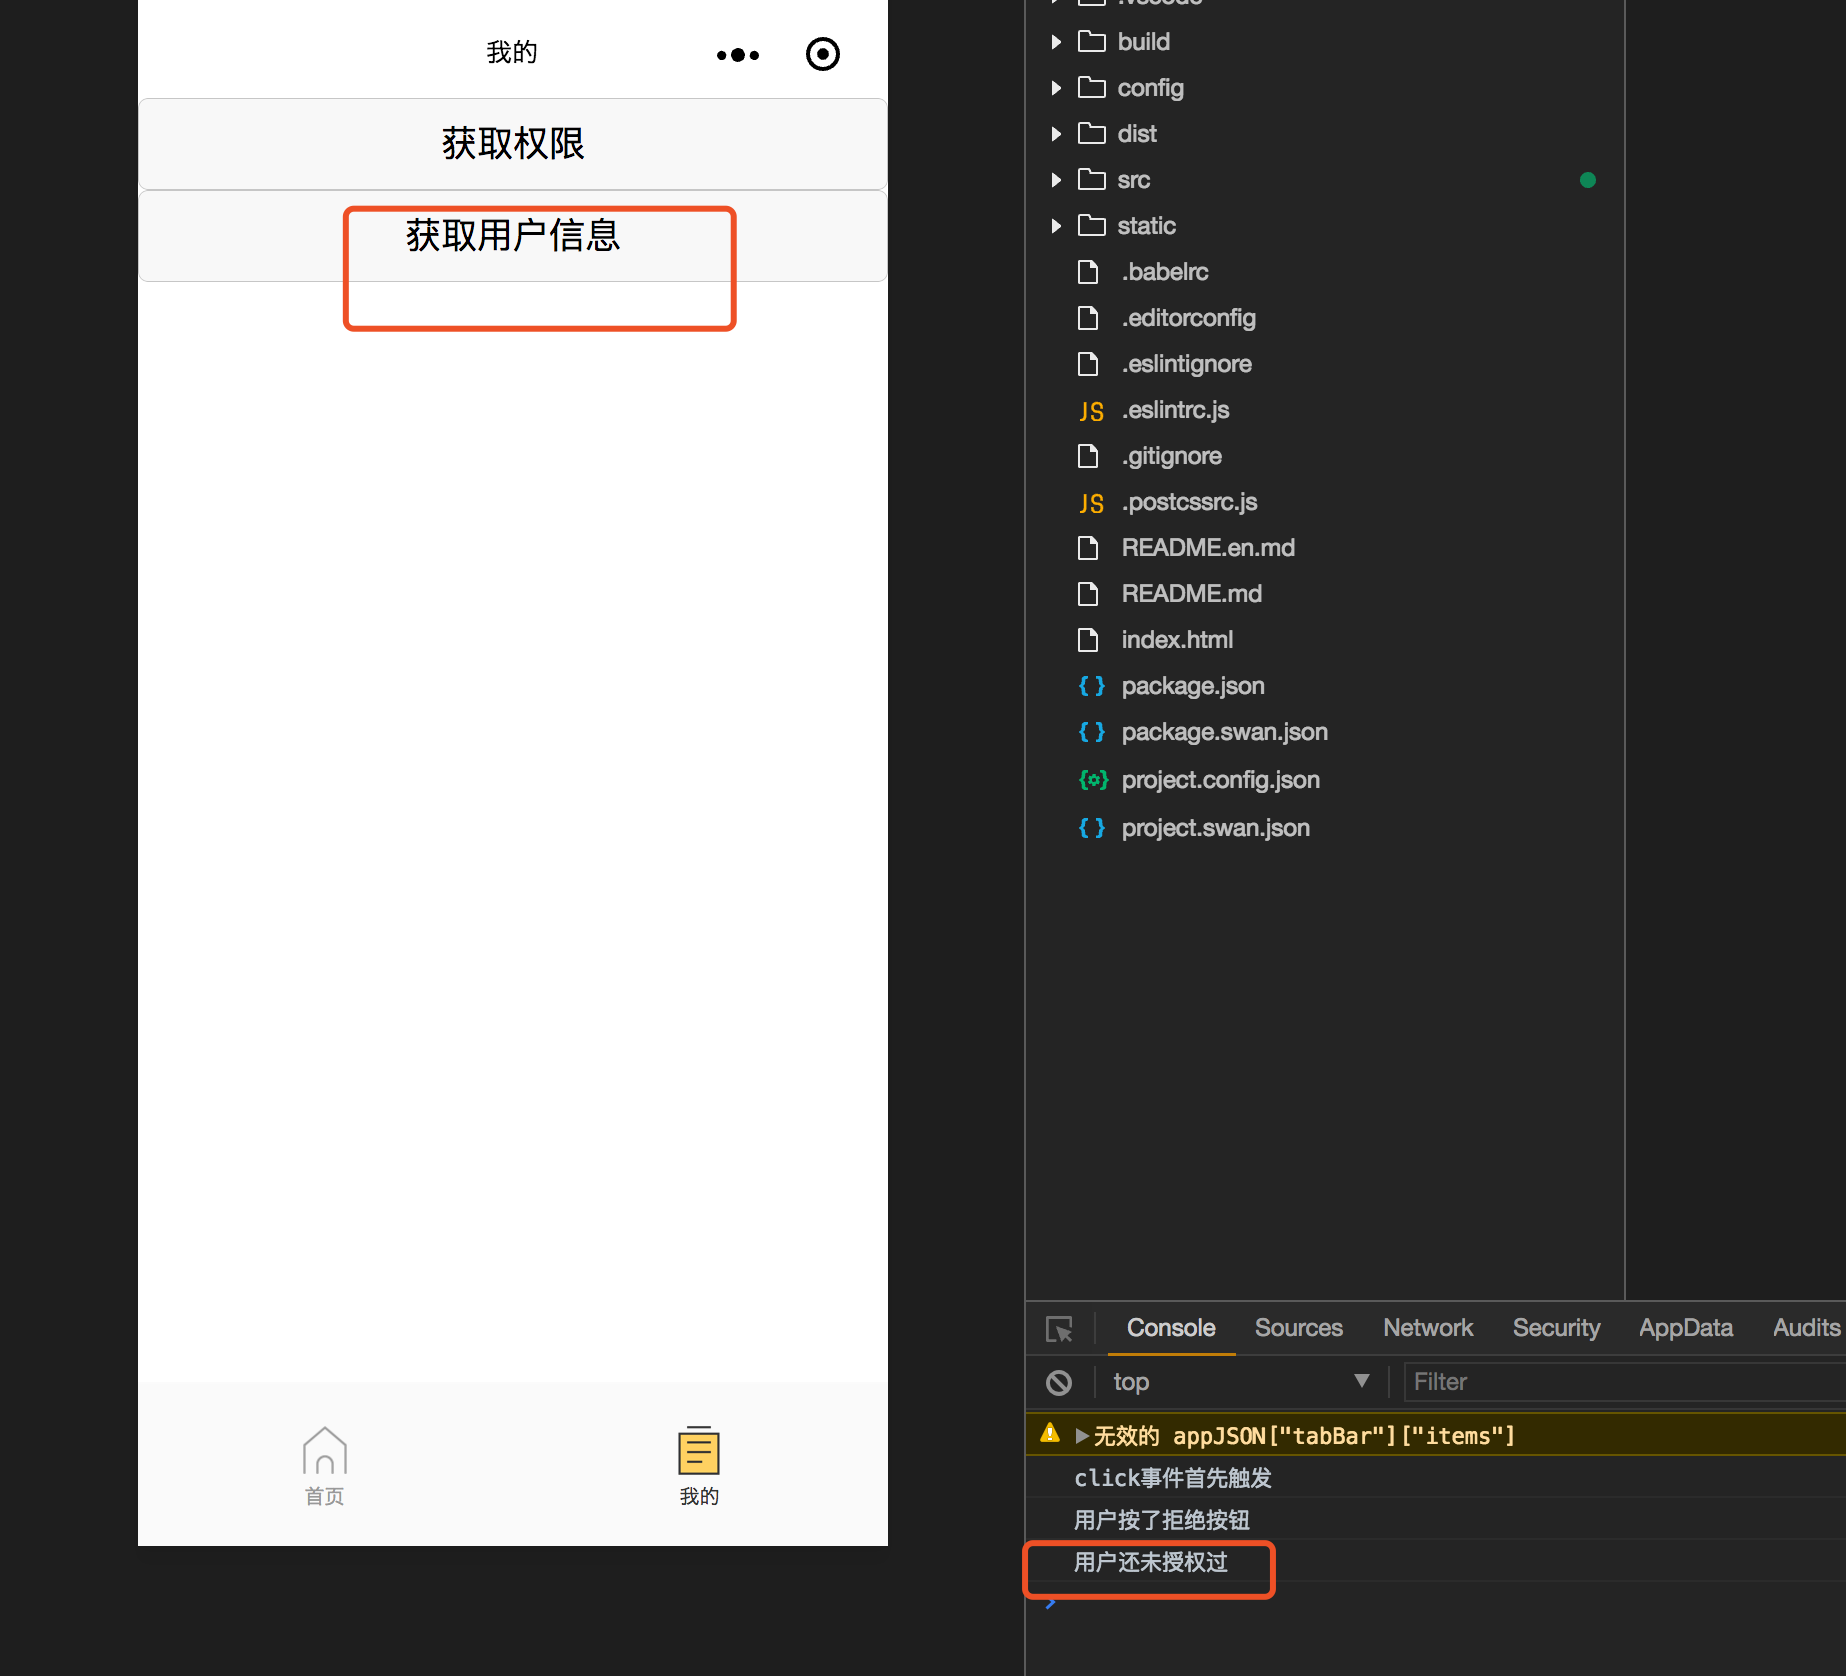 我的
获取权限
获取用户信息
首页
我的
.vscode
build
config
dist
src
static
.babelrc
.editorconfig
.eslintignore
JS .eslintrc.js
.gitignore
JS .postcssrc.js
README.en.md
README.md
index.html
{ } package.json
{ } package.swan.json
project.config.json
{ } project.swan.json
Console Sources Network Security AppData Audits
top Filter
无效的 appJSON["tabBar"]["items"]
click事件首先触发
用户按了拒绝按钮
用户还未授权过